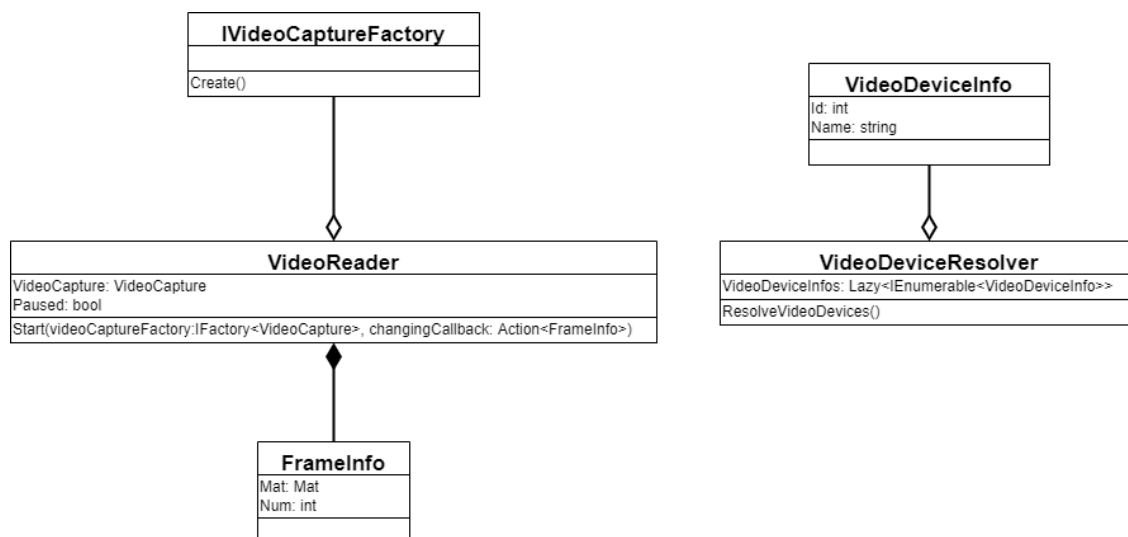 IVideoCaptureFactory
Create()
VideoDeviceInfo
Id: int
Name: string
VideoReader
VideoCapture: VideoCapture
Paused: bool
Start(videoCaptureFactory:IFactory<VideoCapture>, changingCallback: Action<FrameInfo>)
VideoDeviceResolver
VideoDeviceInfos: Lazy<IEnumerable<VideoDeviceInfo>>
ResolveVideoDevices()
FrameInfo
Mat: Mat
Num: int